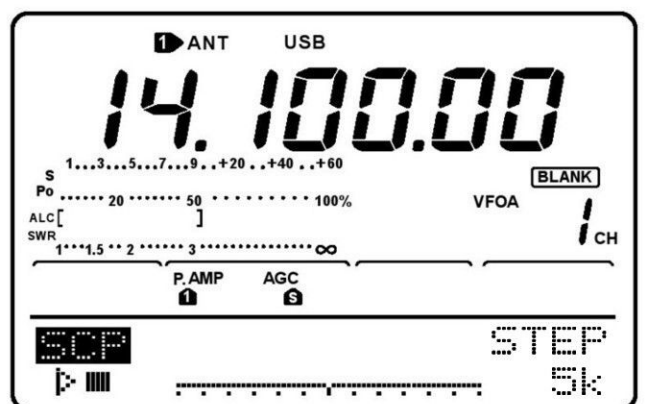 1 ANT USB
14.100.00
S 1...3...5...7...9..+20..+40..+60
BLANK
Po ······ 20 ······· 50 ········· 100%
VFOA
1 CH
ALC[ ]
SWR 1···1.5··2······3··············∞
P.AMP AGC
1 S
SCP STEP
5k